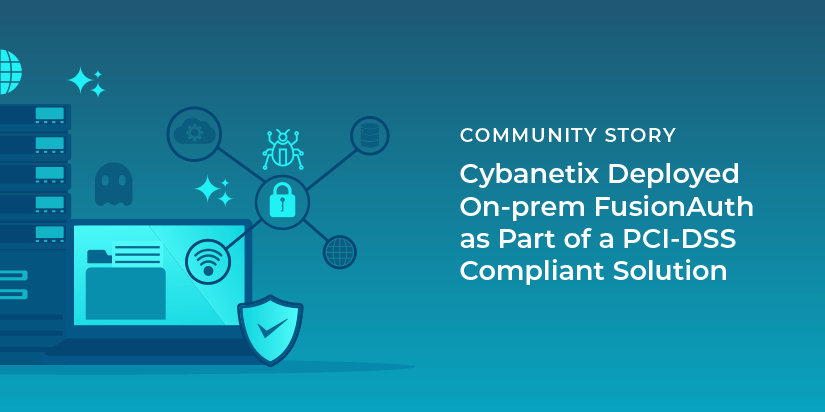 COMMUNITY STORY
Cybanetix Deployed
On-prem FusionAuth
as Part of a PCI-DSS
Compliant Solution